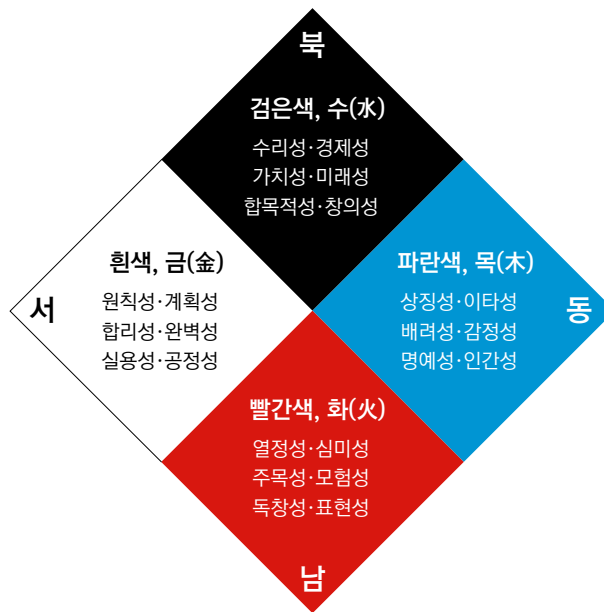 북
검은색, 수(水)
수리성·경제성
가치성·미래성
합목적성·창의성
서
흰색, 금(金)
원칙성·계획성
합리성·완벽성
실용성·공정성
파란색, 목(木)
상징성·이타성
배려성·감정성
명예성·인간성
동
빨간색, 화(火)
열정성·심미성
주목성·모험성
독창성·표현성
남